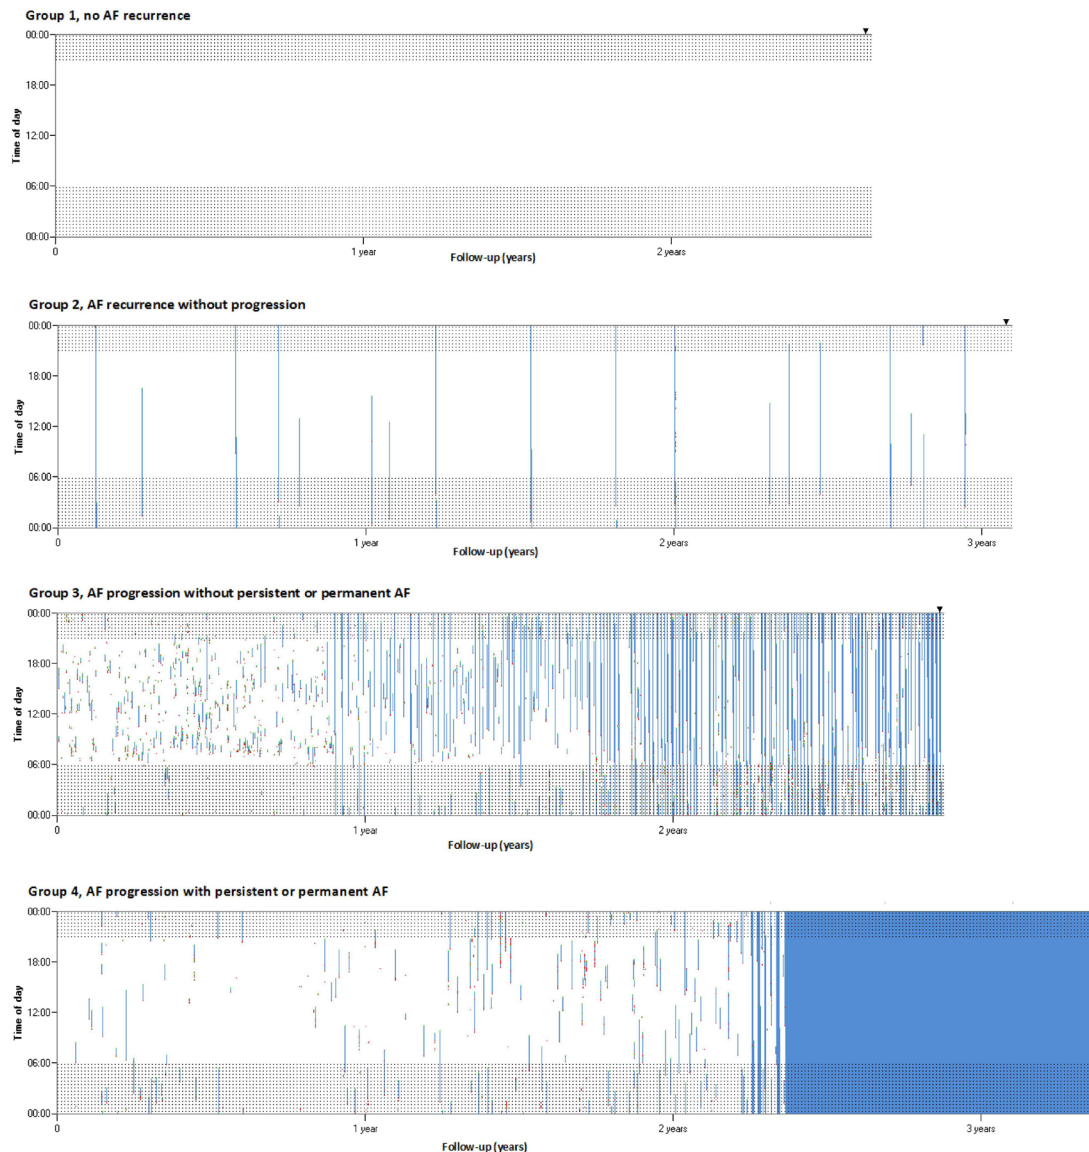 Group 1, no AF recurrence
00:00
18:00
12:00
06:00
00:00
Time of day
0 1 year 2 years
Follow-up (years)
Group 2, AF recurrence without progression
00:00
18:00
12:00
06:00
00:00
Time of day
0 1 year 2 years 3 years
Follow-up (years)
Group 3, AF progression without persistent or permanent AF
00:00
18:00
12:00
06:00
00:00
Time of day
0 1 year 2 years
Follow-up (years)
Group 4, AF progression with persistent or permanent AF
00:00
18:00
12:00
06:00
00:00
Time of day
0 1 year 2 years 3 years
Follow-up (years)